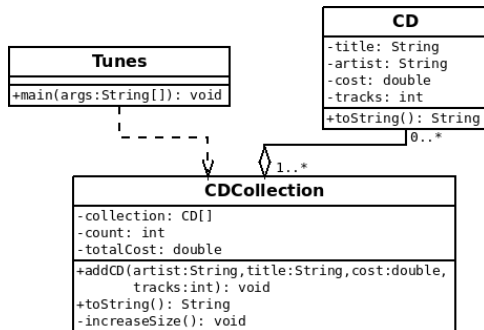 CD
-title: String
-artist: String
-cost: double
-tracks: int
+toString(): String
Tunes
+main(args:String[]): void
0..*
1..*
CDCollection
-collection: CD[]
-count: int
-totalCost: double
+addCD(artist:String,title:String,cost:double,
tracks:int): void
+toString(): String
-increaseSize(): void